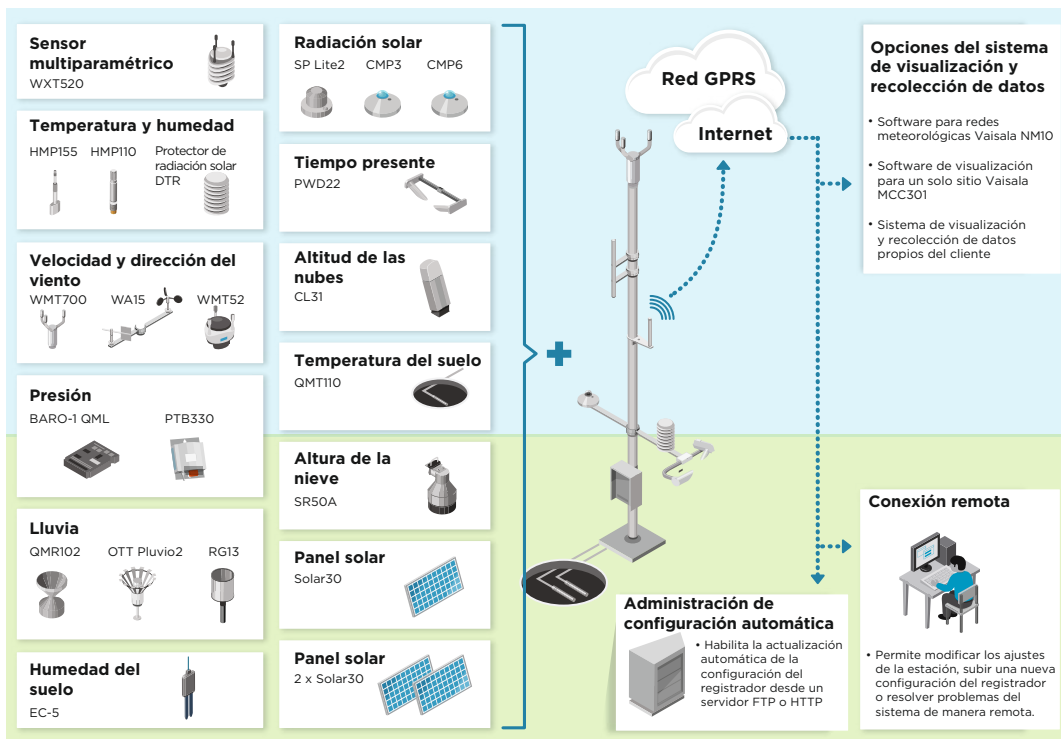 Sensor
multiparamétrico
WXT520
Temperatura y humedad
HMP155
HMP110
Protector de
radiación solar
DTR
Velocidad y dirección del
viento
WMT700
WA15
WMT52
Presión
BARO-1 QML
PTB330
Lluvia
QMR102
OTT Pluvio2
RG13
Humedad del
suelo
EC-5
Radiación solar
SP Lite2
CMP3
CMP6
Tiempo presente
PWD22
Altitud de las
nubes
CL31
Temperatura del suelo
QMT110
Altura de la
nieve
SR50A
Panel solar
Solar30
Panel solar
2 x Solar30
Red GPRS
Internet
Administración de
configuración automática
• Habilita la actualización
automática de la
configuración del
registrador desde un
servidor FTP o HTTP
Opciones del sistema
de visualización y
recolección de datos
• Software para redes
meteorológicas Vaisala NM10
• Software de visualización
para un solo sitio Vaisala
MCC301
• Sistema de visualización
y recolección de datos
propios del cliente
Conexión remota
• Permite modificar los ajustes
de la estación, subir una nueva
configuración del registrador
o resolver problemas del
sistema de manera remota.